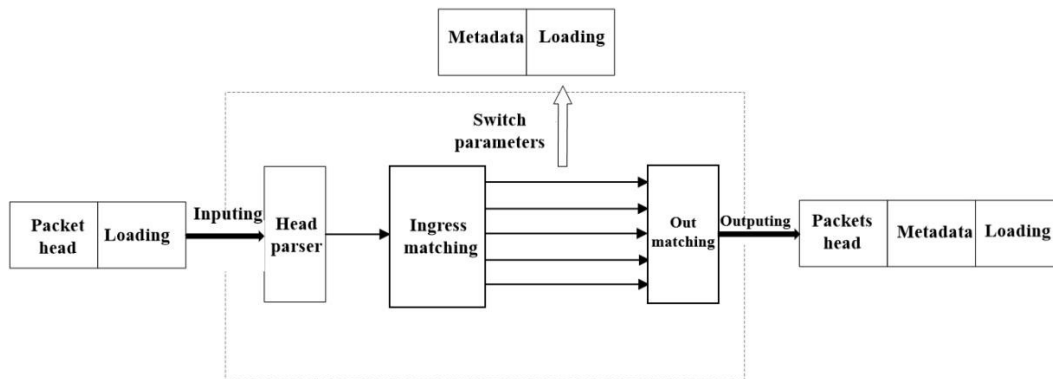 Metadata
Loading
Switch
parameters
Packet
head
Loading
Inputing
Head
parser
Ingress
matching
Out
matching
Outputing
Packets
head
Metadata
Loading